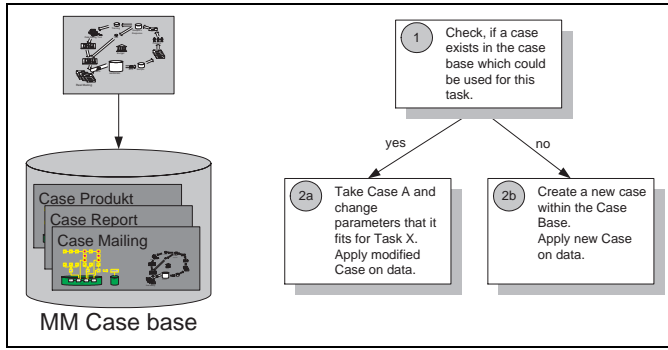 Case Produkt
Case Report
Case Mailing
MM Case base
1
Check, if a case
exists in the case
base which could
be used for this
task.
yes
no
2a
Take Case A and
change
parameters that it
fits for Task X.
Apply modified
Case on data.
2b
Create a new case
within the Case
Base.
Apply new Case
on data.